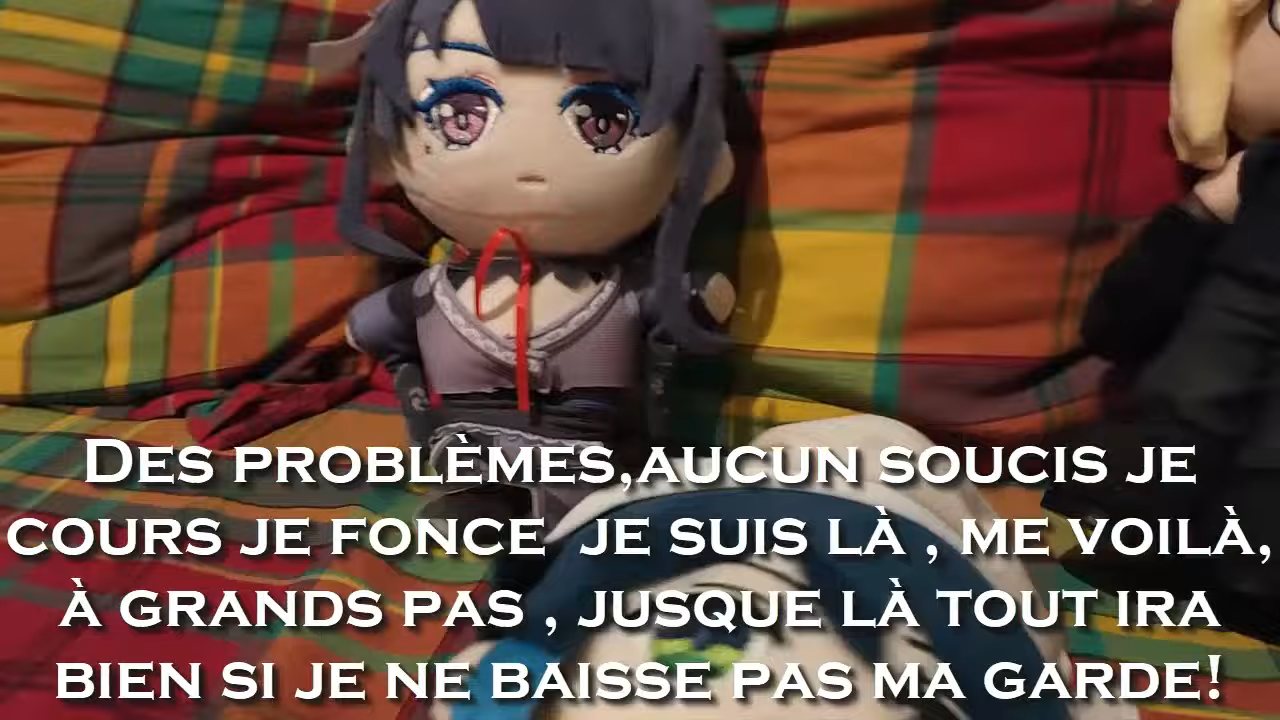 Des problèmes,aucun soucis je
cours je fonce  je suis là , me voilà,
à grands pas , jusque là tout ira
bien si je ne baisse pas ma garde!